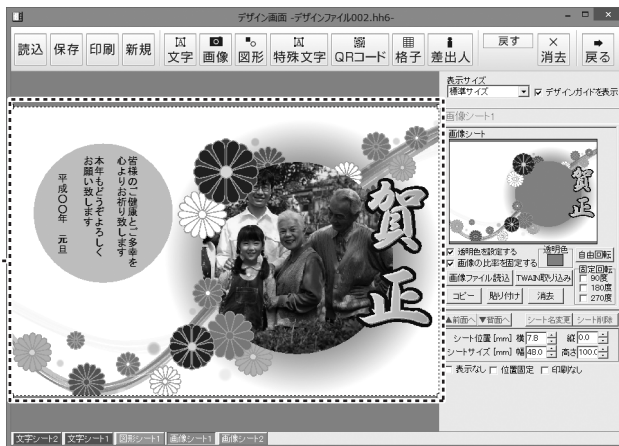 デザイン画面 -デザインファイル002.hh6-
読込 保存 印刷 新規 文字 画像 図形 特殊文字 QRコード 格子 差出人 戻す 消去 戻る
表示サイズ
標準サイズ デザインガイドを表示
画像シート1
画像シート
皆様のご健康とご多幸を
心よりお祈り致します
本年もどうぞよろしく
お願い致します
平成〇〇年 元旦
賀正
賀正
透明色を設定する 透明色 自由回転
画像の比率を固定する 固定回転
90度
画像ファイル読込 TWAIN取り込み
180度
コピー 貼り付け 消去
270度
▲前面へ ▼背面へ シート名変更 シート削除
シート位置 [mm] 横 7.8 縦 0.0
シートサイズ [mm] 幅 48.0 高さ 100.0
表示なし 位置固定 印刷なし
文字シート2 文字シート1 図形シート1 画像シート1 画像シート2